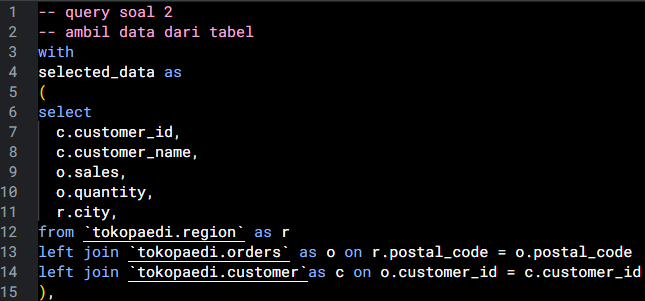 1 -- query soal 2
2 -- ambil data dari tabel
3 with
4 selected_data as
5 (
6 select
7 c.customer_id,
8 c.customer_name,
9 o.sales,
10 o.quantity,
11 r.city,
12 from `tokopaedi.region` as r
13 left join `tokopaedi.orders` as o on r.postal_code = o.postal_code
14 left join `tokopaedi.customer`as c on o.customer_id = c.customer_id
15 ),